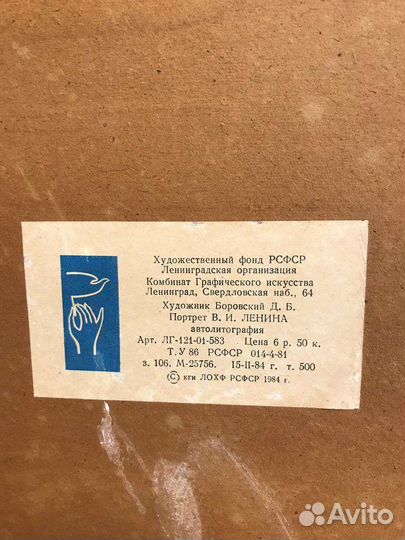 Художественный фонд РСФСР
Ленинградская организация
Комбинат Графического искусства
Ленинград, Свердловская наб., 64
Художник Боровский Д. Б.
Портрет В. И. ЛЕНИНА
автолитография
Арт. ЛГ-121-01-583 Цена 6 р. 50 к.
Т. У 86 РСФСР 014-4-81
з. 106. М-25756. 15-II-84 г. т. 500
© кги ЛОХФ РСФСР 1984 г.
Avito